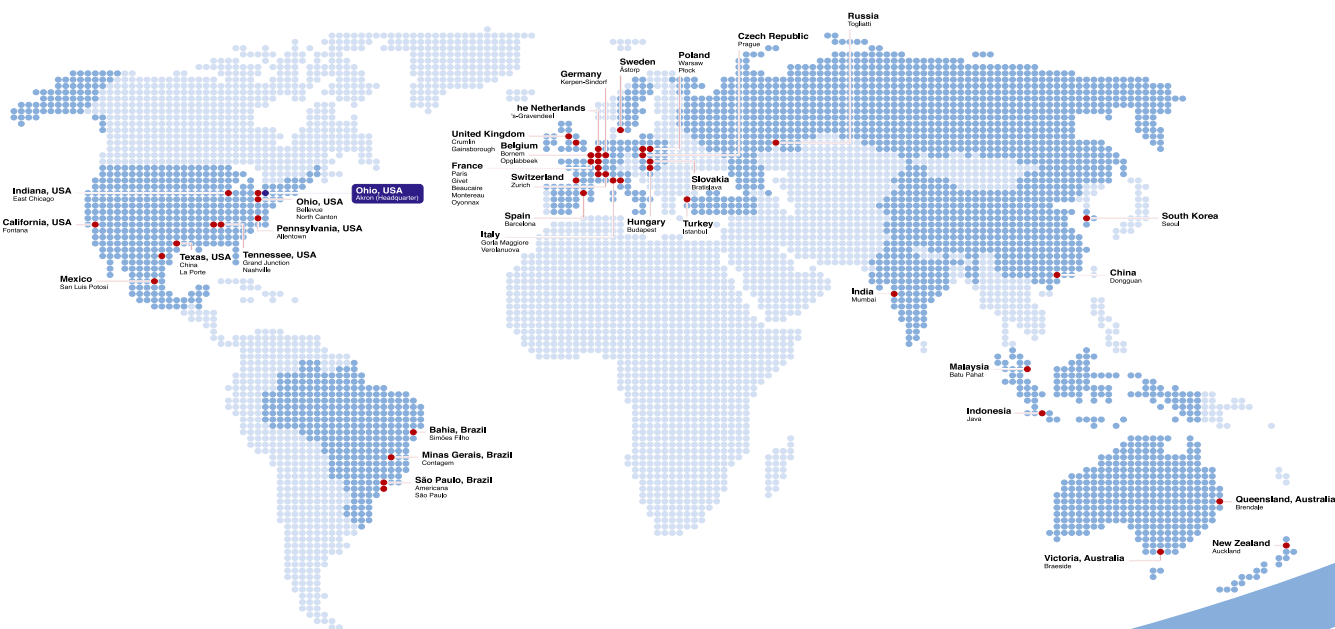 Russia
Togliatti
Czech Republic
Prague
Poland
Warsaw
Plock
Sweden
Åstorp
Germany
Kerpen-Sindorf
he Netherlands
's-Gravendeel
United Kingdom
Crumlin
Gainsborough
Belgium
Bornem
Opglabbeek
France
Paris
Givet
Beaucaire
Montereau
Oyonnax
Switzerland
Zurich
Slovakia
Bratislava
Spain
Barcelona
Italy
Gorla Maggiore
Verolanuova
Hungary
Budapest
Turkey
Istanbul
Indiana, USA
East Chicago
Ohio, USA
Akron (Headquarter)
Ohio, USA
Bellevue
North Canton
California, USA
Fontana
Pennsylvania, USA
Allentown
Texas, USA
China
La Porte
Tennessee, USA
Grand Junction
Nashville
Mexico
San Luis Potosi
South Korea
Seoul
China
Dongguan
India
Mumbai
Malaysia
Batu Pahat
Indonesia
Java
Bahia, Brazil
Simões Filho
Minas Gerais, Brazil
Contagem
São Paulo, Brazil
Americana
São Paulo
Queensland, Australia
Brendale
New Zealand
Auckland
Victoria, Australia
Braeside